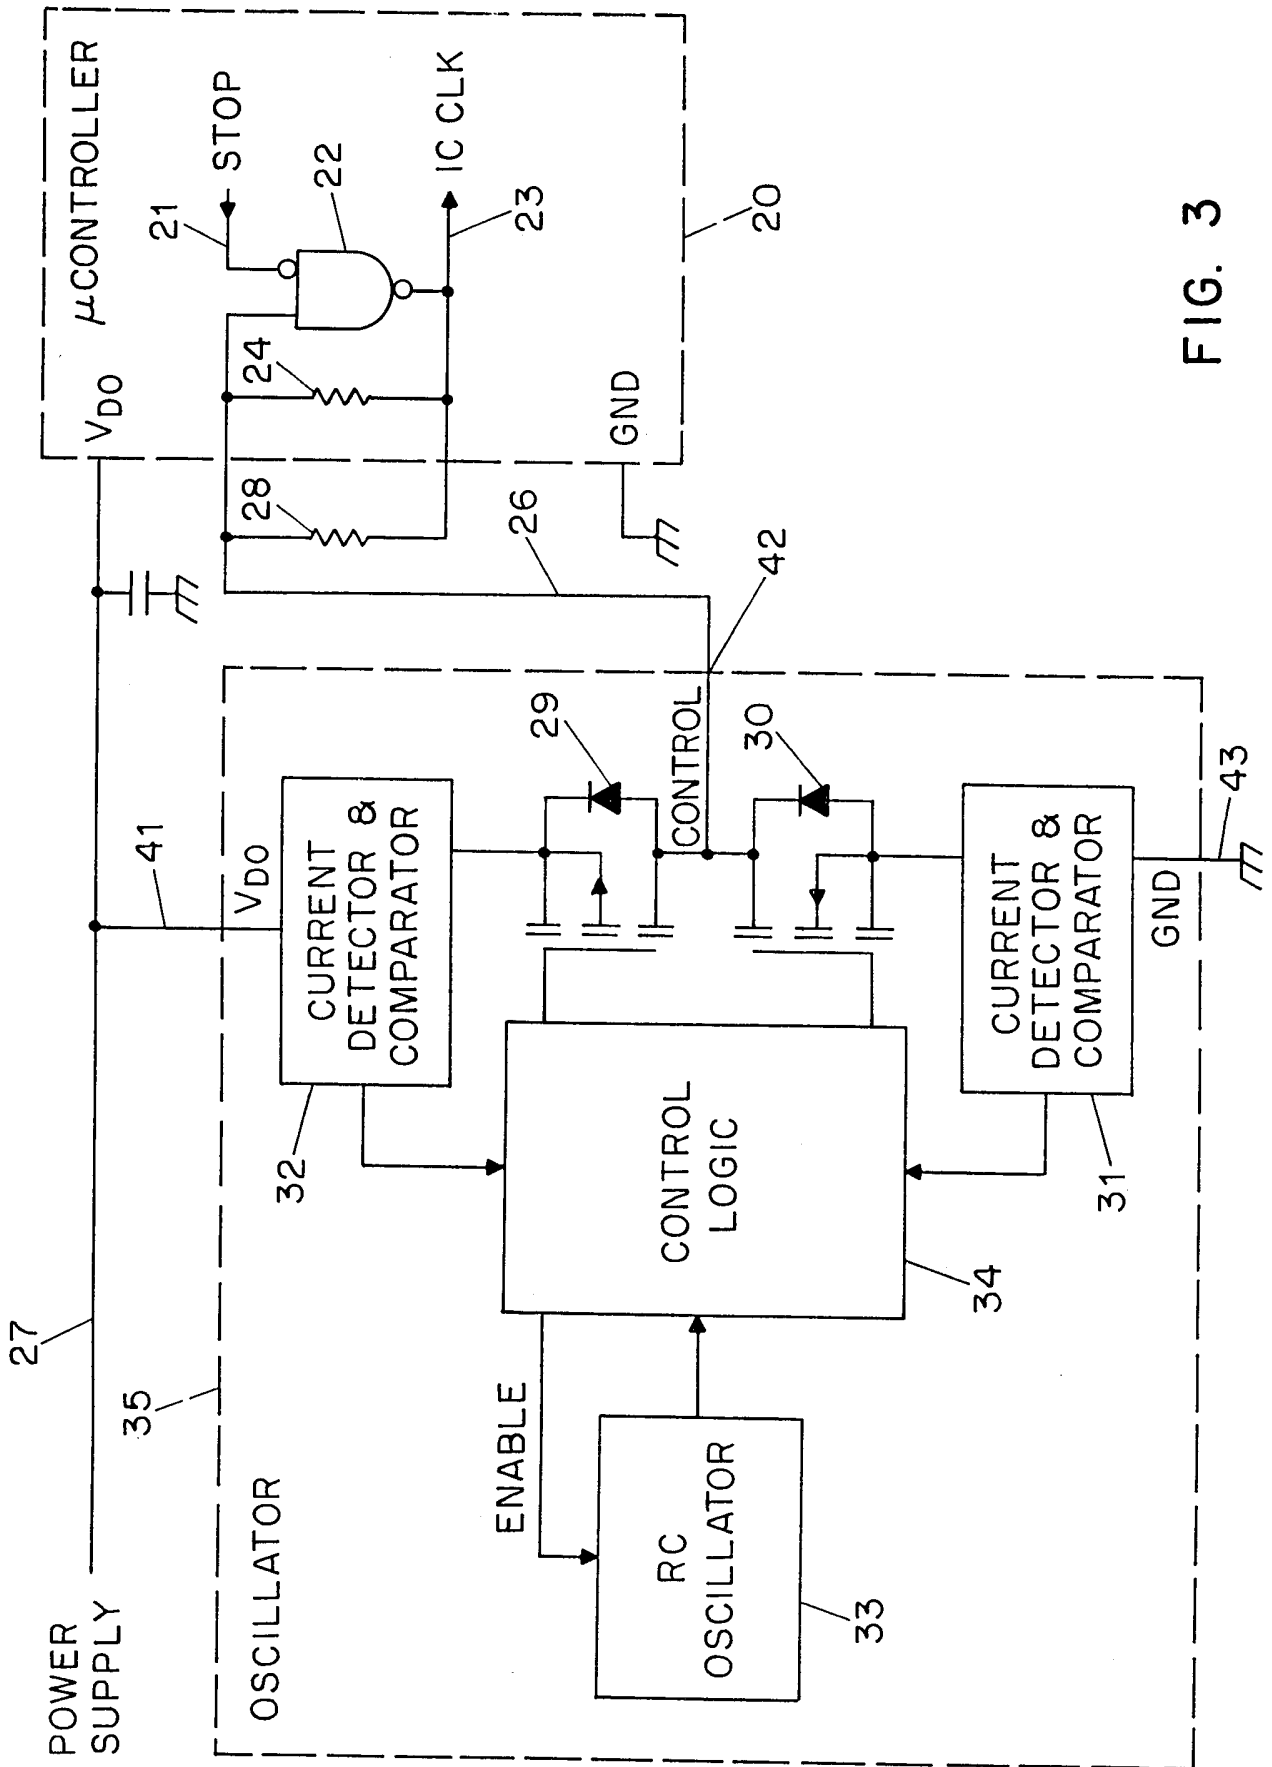 POWER
SUPPLY
27
41
VDO
μCONTROLLER
21
STOP
22
IC CLK
23
24
28
26
GND
20
35
OSCILLATOR
VDO
32
CURRENT
DETECTOR &
COMPARATOR
29
CONTROL
42
30
ENABLE
RC
OSCILLATOR
33
CONTROL
LOGIC
34
CURRENT
DETECTOR &
COMPARATOR
31
GND
43
FIG. 3